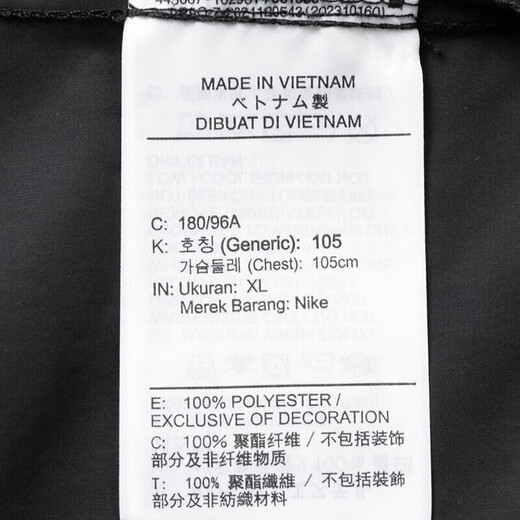 MADE IN VIETNAM
ベトナム製
DIBUAT DI VIETNAM
C: 180/96A
K: 호칭 (Generic): 105
가슴둘레 (Chest): 105cm
IN: Ukuran: XL
Merek Barang: Nike
E: 100% POLYESTER /
EXCLUSIVE OF DECORATION
C: 100% 聚酯纤维 / 不包括装饰
部分及非纤维物质
T: 100% 聚酯纖維 / 不包括裝飾
部分及非紡織材料